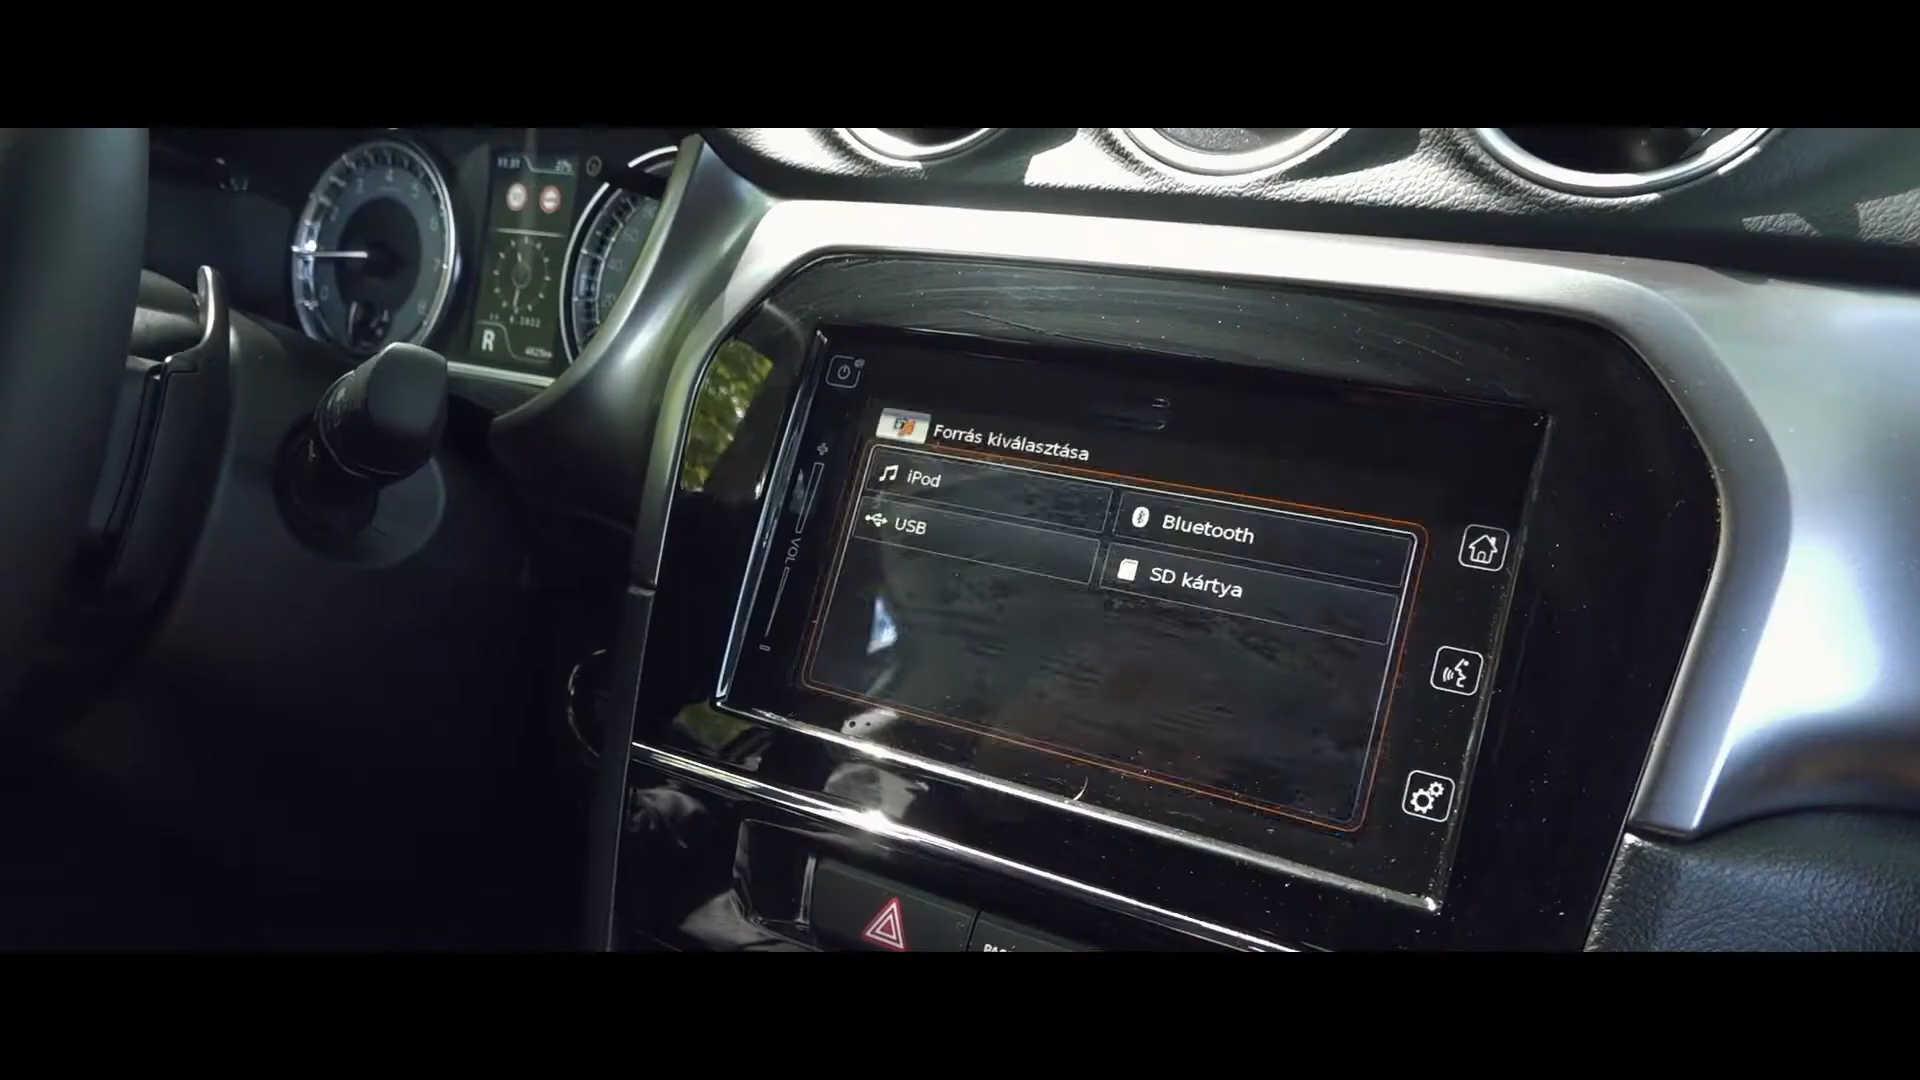 R
VOL
Forrás kiválasztása
iPod
Bluetooth
USB
SD kártya